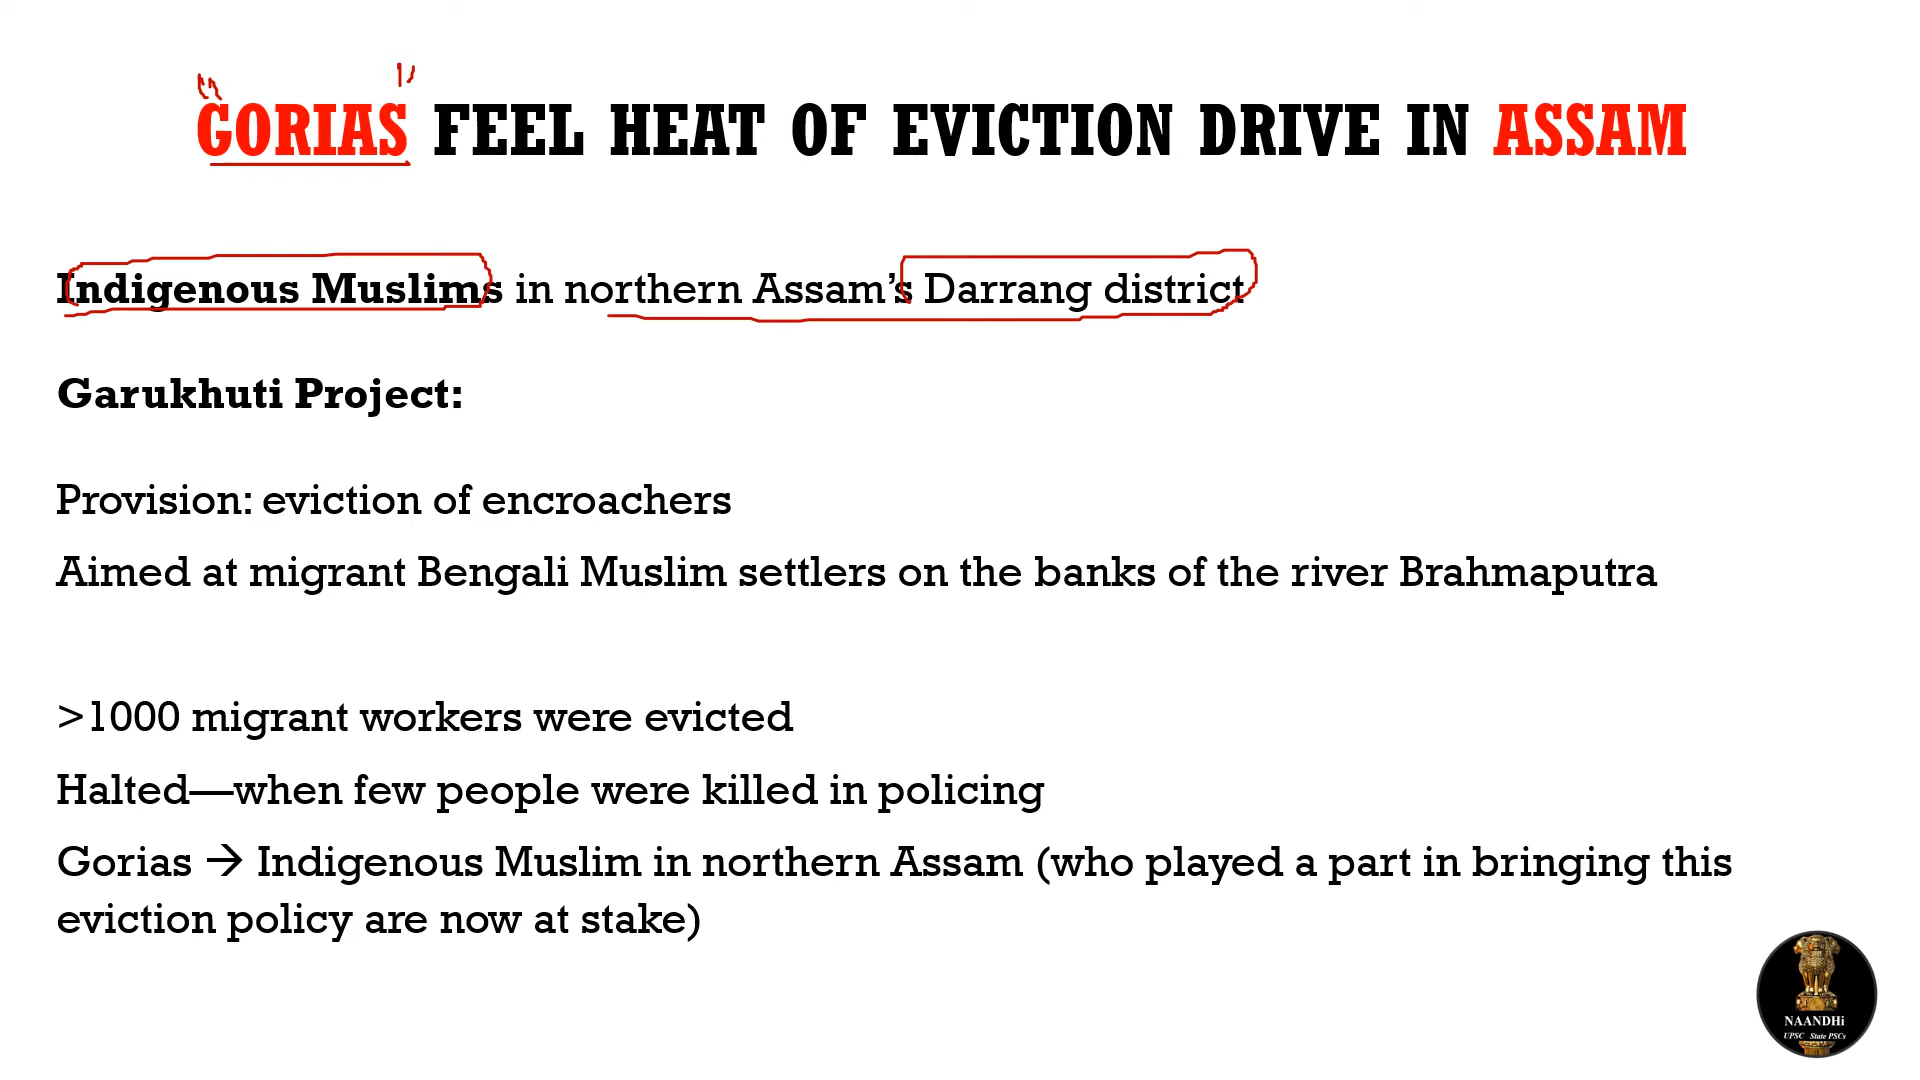 GORIAS FEEL HEAT OF EVICTION DRIVE IN ASSAM
Indigenous Muslims in northern Assam’s Darrang district
Garukhuti Project:
Provision: eviction of encroachers
Aimed at migrant Bengali Muslim settlers on the banks of the river Brahmaputra
>1000 migrant workers were evicted
Halted—when few people were killed in policing
Gorias → Indigenous Muslim in northern Assam (who played a part in bringing this
eviction policy are now at stake)
NAANDHi
UPSC State PSCs